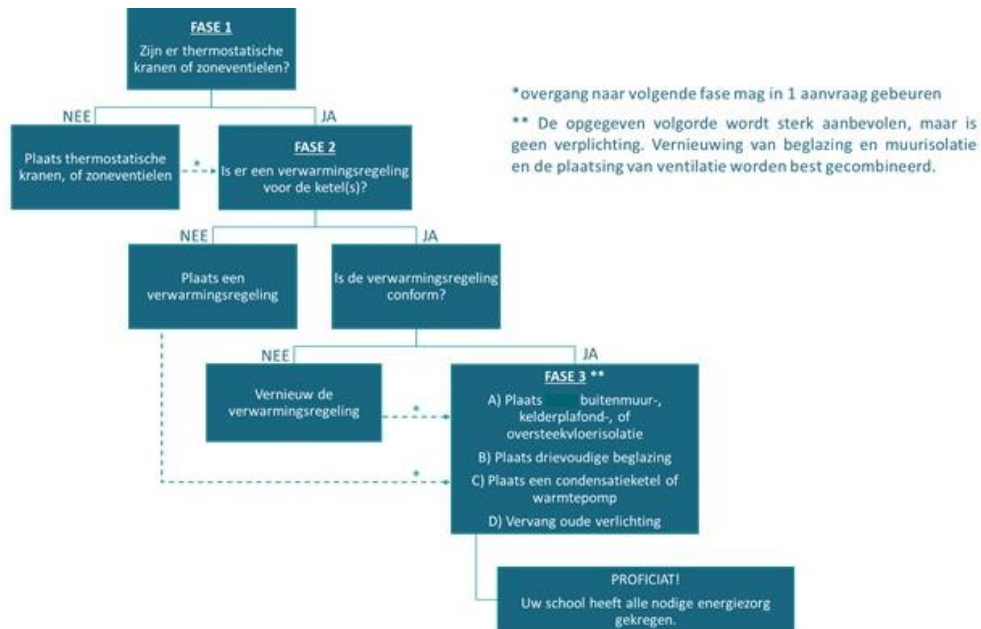 FASE 1
Zijn er thermostatische
kranen of zoneventielen?
*overgang naar volgende fase mag in 1 aanvraag gebeuren
** De opgegeven volgorde wordt sterk aanbevolen, maar is
geen verplichting. Vernieuwing van beglazing en muurisolatie
en de plaatsing van ventilatie worden best gecombineerd.
NEE
JA
Plaats thermostatische
kranen, of zoneventielen
*
FASE 2
Is er een verwarmingsregeling
voor de ketel(s)?
NEE
JA
Plaats een
verwarmingsregeling
Is de verwarmingsregeling
conform?
NEE
JA
Vernieuw de
verwarmingsregeling
*
*
FASE 3 **
A) Plaats buitenmuur-,
kelderplafond-, of
oversteekvloerisolatie
B) Plaats drievoudige beglazing
C) Plaats een condensatieketel of
warmtepomp
D) Vervang oude verlichting
PROFICIAT!
Uw school heeft alle nodige energiezorg
gekregen.